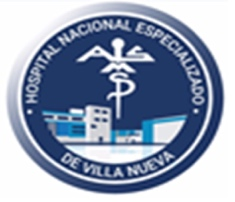 • HOSPITAL NACIONAL ESPECIALIZADO •
DE VILLA NUEVA